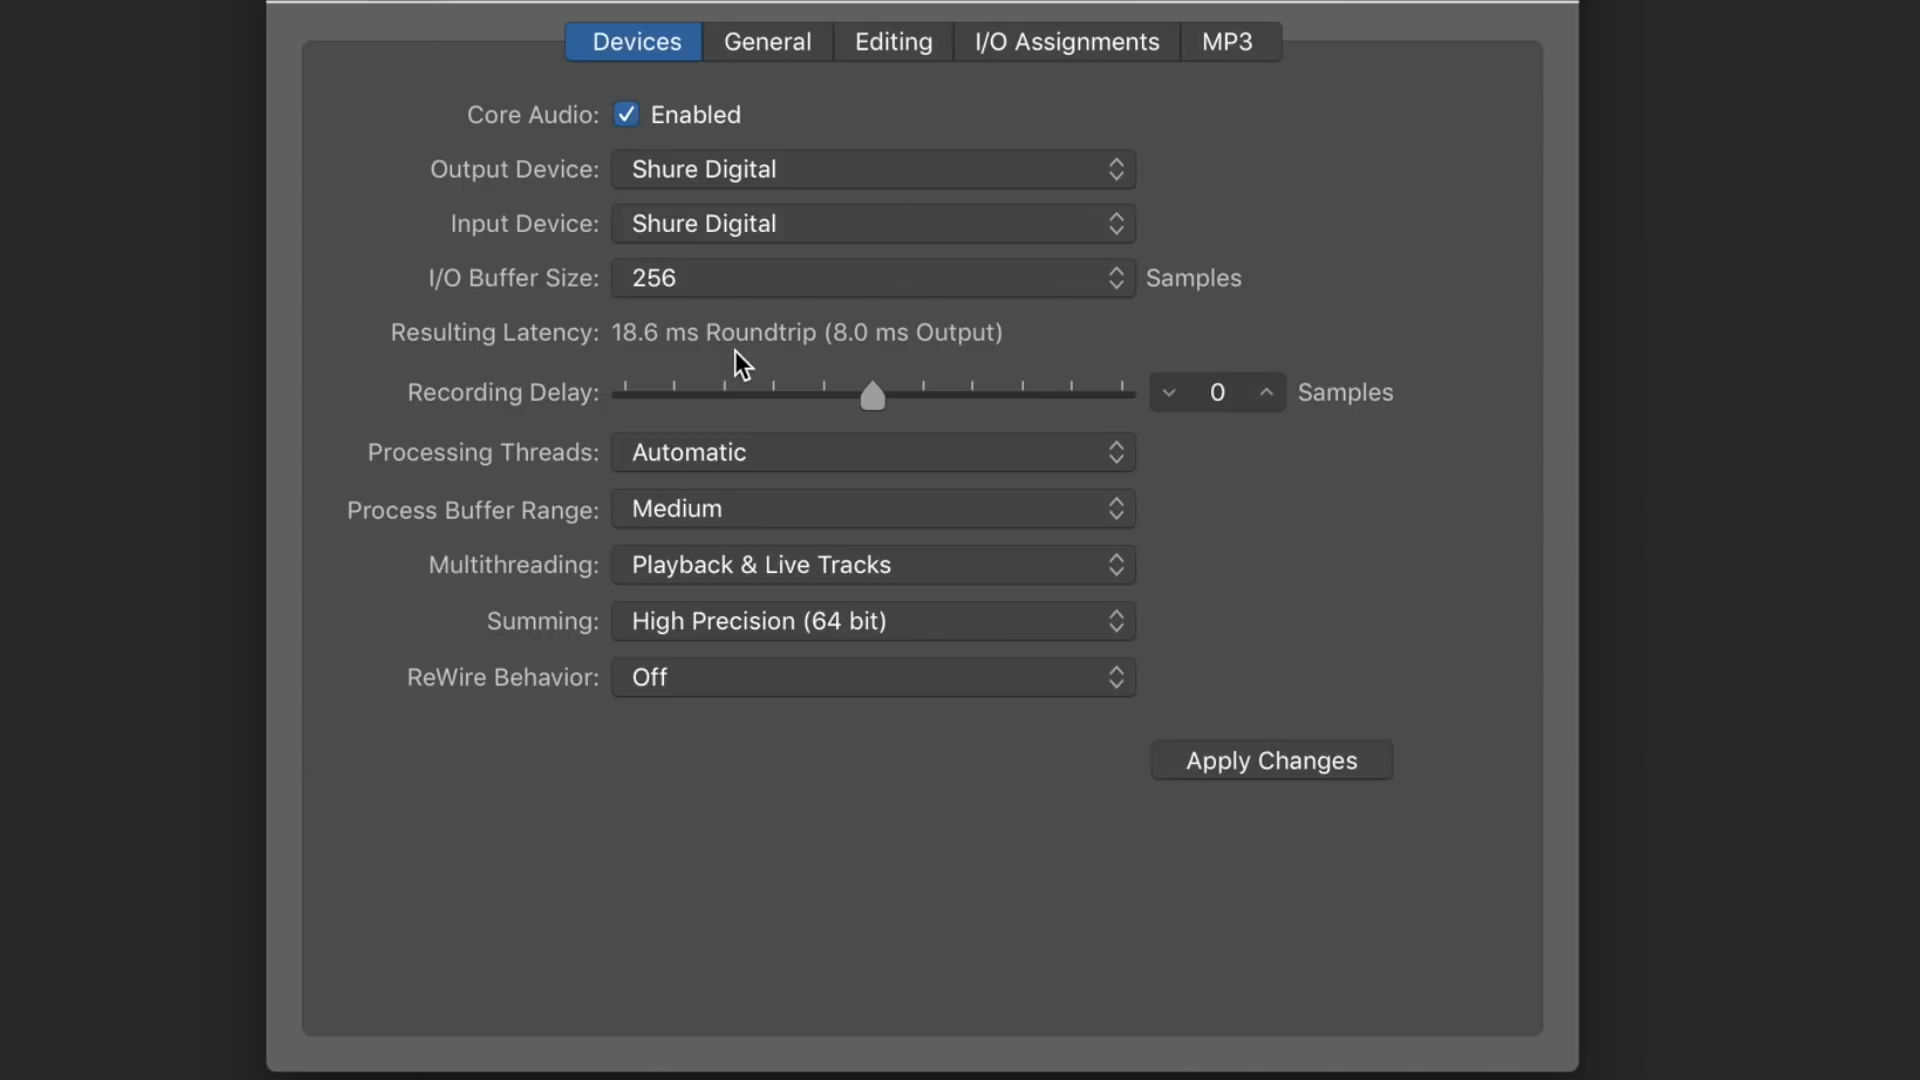 Devices General Editing I/O Assignments MP3
Core Audio: Enabled
Output Device: Shure Digital
Input Device: Shure Digital
I/O Buffer Size: 256 Samples
Resulting Latency: 18.6 ms Roundtrip (8.0 ms Output)
Recording Delay: 0 Samples
Processing Threads: Automatic
Process Buffer Range: Medium
Multithreading: Playback & Live Tracks
Summing: High Precision (64 bit)
ReWire Behavior: Off
Apply Changes